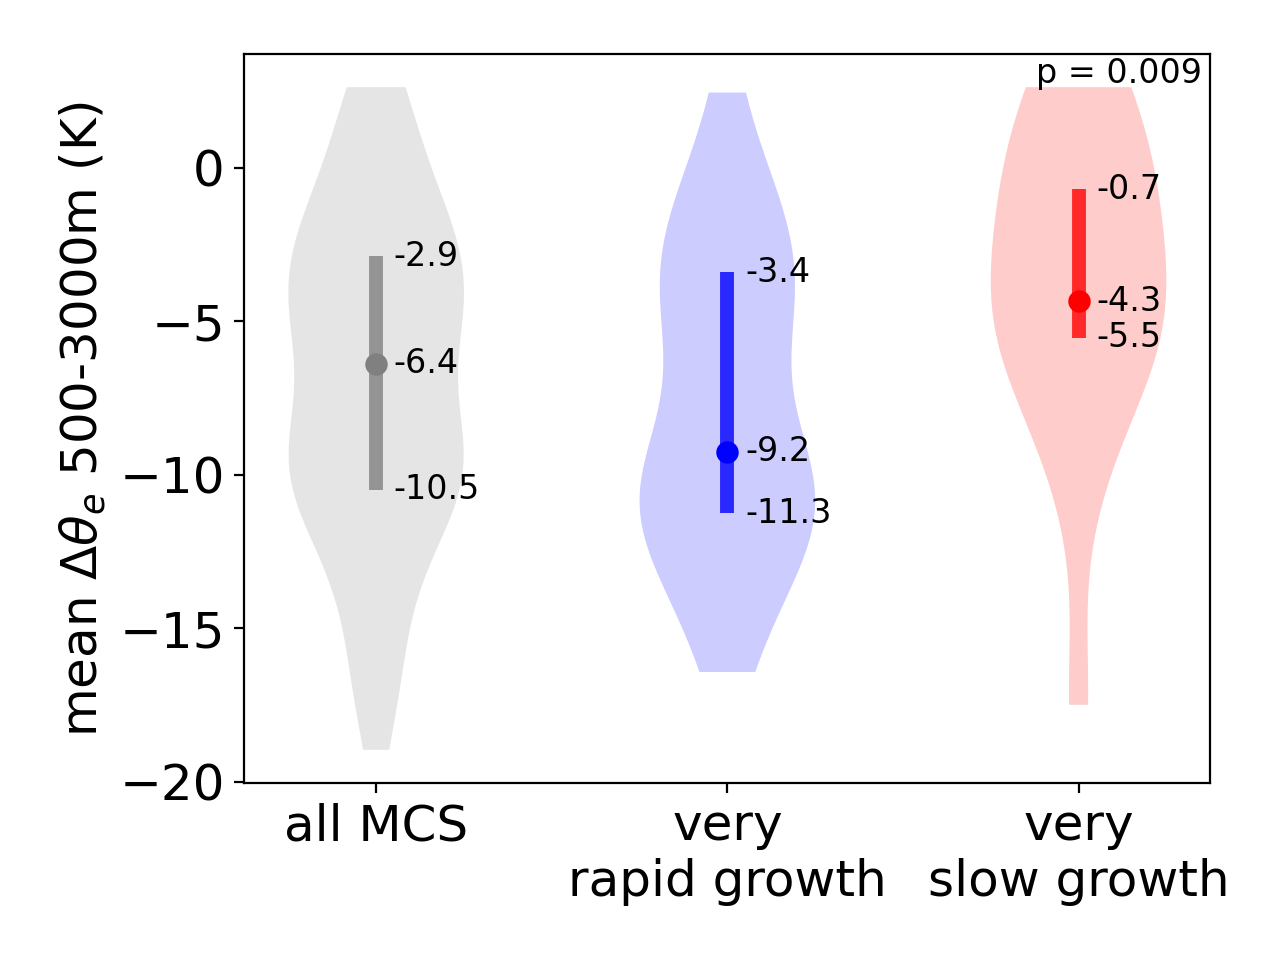 p = 0.009
mean Δθe 500-3000m (K)
0
−5
−10
−15
−20
-2.9
-6.4
-10.5
-3.4
-9.2
-11.3
-0.7
-4.3
-5.5
all MCS
very
rapid growth
very
slow growth